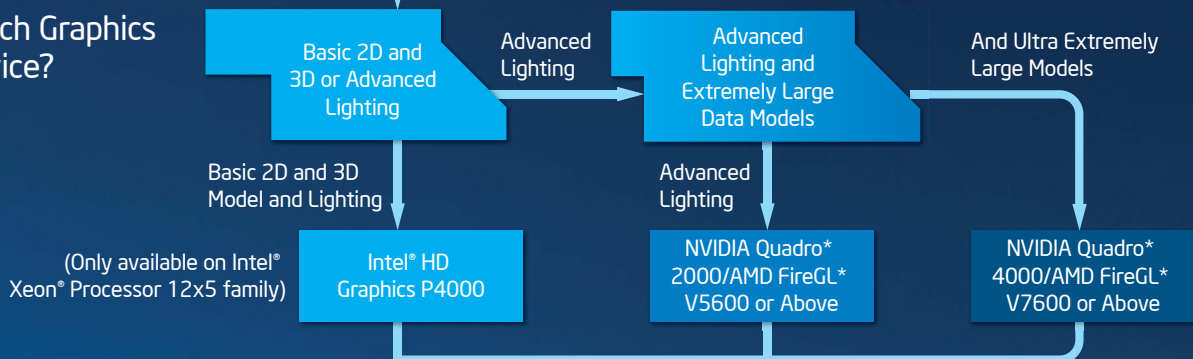 ch Graphics
vice?
Basic 2D and
3D or Advanced
Lighting
Advanced
Lighting
Advanced
Lighting and
Extremely Large
Data Models
And Ultra Extremely
Large Models
Basic 2D and 3D
Model and Lighting
Advanced
Lighting
(Only available on Intel®
Xeon® Processor 12x5 family)
Intel® HD
Graphics P4000
NVIDIA Quadro*
2000/AMD FireGL*
V5600 or Above
NVIDIA Quadro*
4000/AMD FireGL*
V7600 or Above